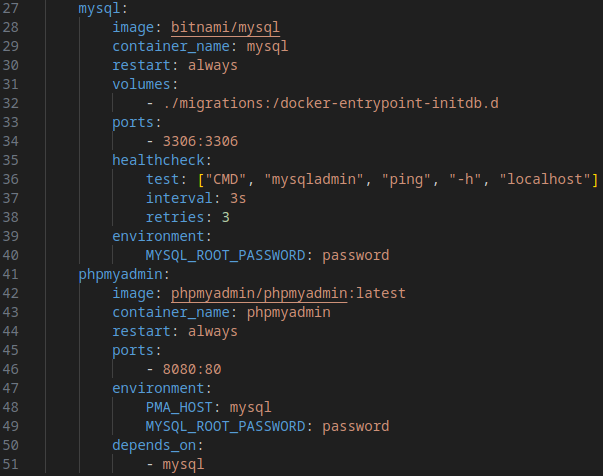 27 mysql:
28 image: bitnami/mysql
29 container_name: mysql
30 restart: always
31 volumes:
32 - ./migrations:/docker-entrypoint-initdb.d
33 ports:
34 - 3306:3306
35 healthcheck:
36 test: ["CMD", "mysqladmin", "ping", "-h", "localhost"]
37 interval: 3s
38 retries: 3
39 environment:
40 MYSQL_ROOT_PASSWORD: password
41 phpmyadmin:
42 image: phpmyadmin/phpmyadmin:latest
43 container_name: phpmyadmin
44 restart: always
45 ports:
46 - 8080:80
47 environment:
48 PMA_HOST: mysql
49 MYSQL_ROOT_PASSWORD: password
50 depends_on:
51 - mysql